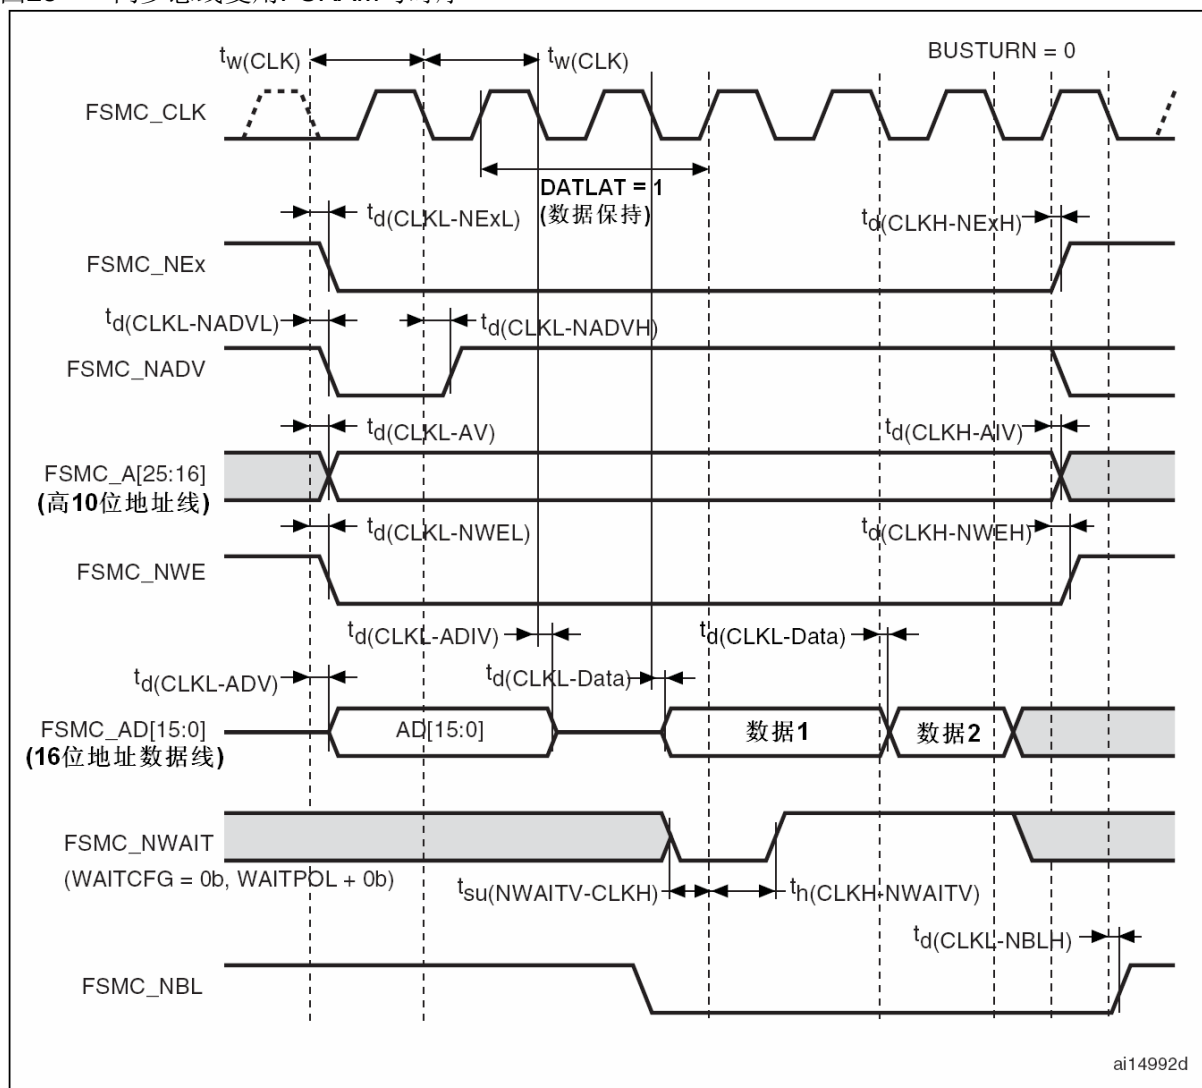 tw(CLK)
tw(CLK)
BUSTURN = 0
FSMC_CLK
DATLAT = 1
(数据保持)
td(CLKL-NExL)
td(CLKH-NExH)
FSMC_NEx
td(CLKL-NADVL)
td(CLKL-NADVH)
FSMC_NADV
td(CLKL-AV)
td(CLKH-AIV)
FSMC_A[25:16]
(高10位地址线)
td(CLKL-NWEL)
td(CLKH-NWEH)
FSMC_NWE
td(CLKL-ADIV)
td(CLKL-Data)
td(CLKL-ADV)
td(CLKL-Data)
FSMC_AD[15:0]
AD[15:0]
数据1
数据2
(16位地址数据线)
FSMC_NWAIT
(WAITCFG = 0b, WAITPOL + 0b)
tsu(NWAITV-CLKH)
th(CLKH-NWAITV)
td(CLKL-NBLH)
FSMC_NBL
ai14992d